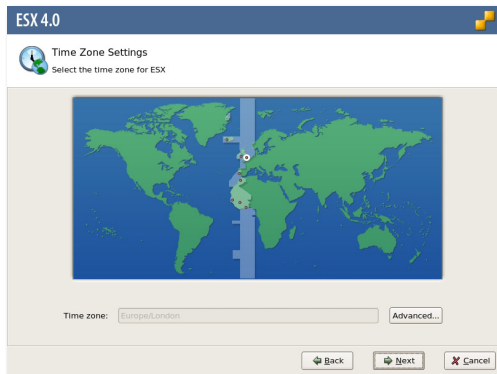 ESX 4.0
Time Zone Settings
Select the time zone for ESX
Time zone: Europe/London Advanced...
Back Next Cancel